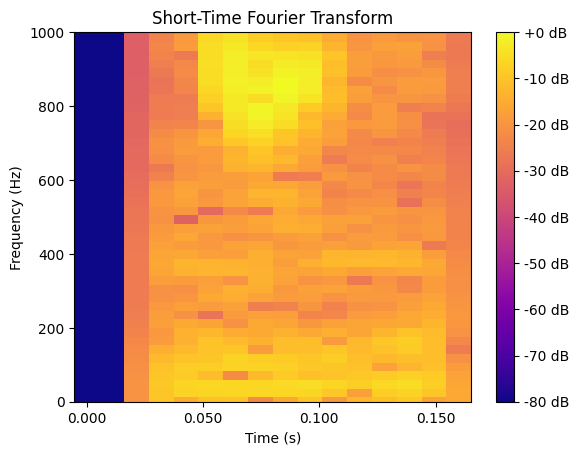 Short-Time Fourier Transform
Frequency (Hz)
1000
800
600
400
200
0
0.000
0.050
0.100
0.150
Time (s)
+0 dB
-10 dB
-20 dB
-30 dB
-40 dB
-50 dB
-60 dB
-70 dB
-80 dB